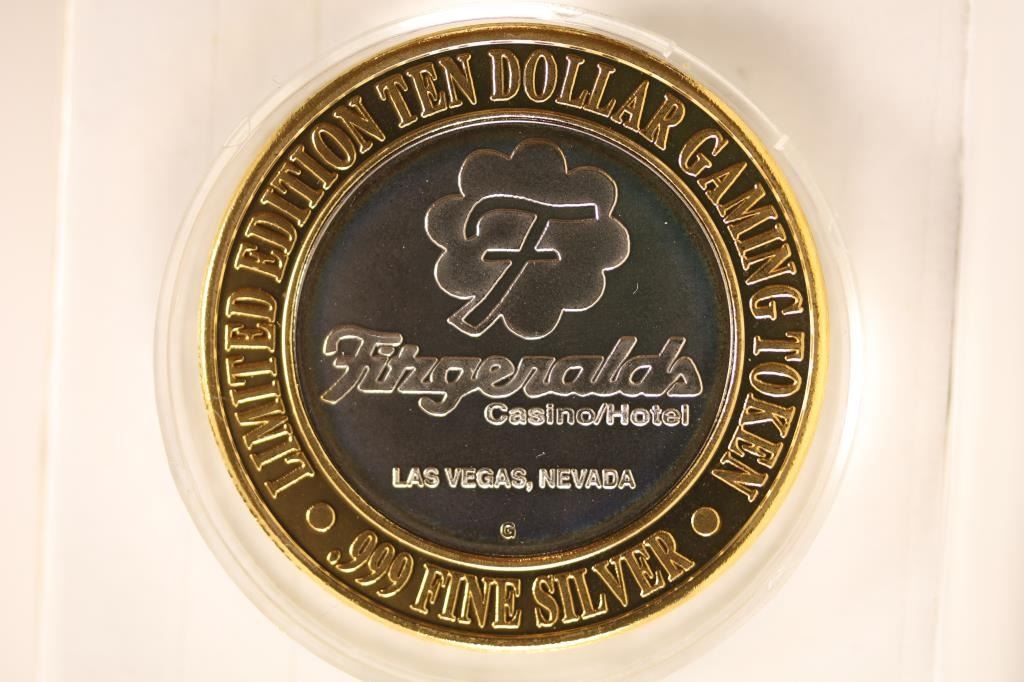 LIMITED EDITION TEN DOLLAR GAMING TOKEN
F
Fitzgeralds
Casino/Hotel
LAS VEGAS, NEVADA
G
.999 FINE SILVER